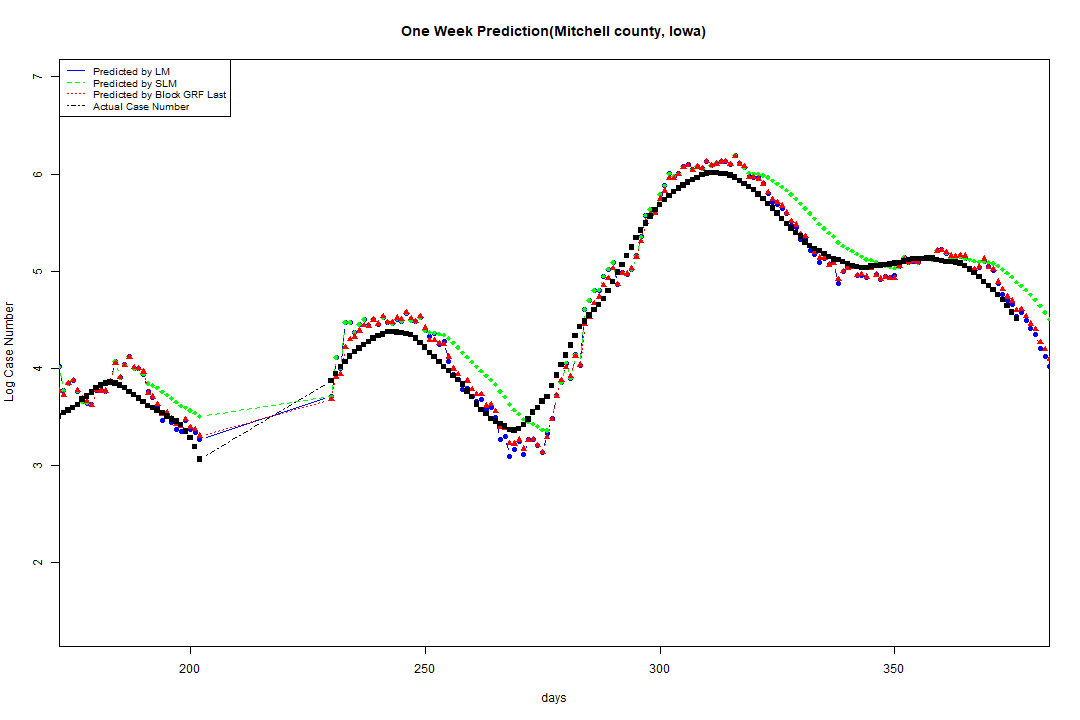 One Week Prediction(Mitchell county, Iowa)
Predicted by LM
Predicted by SLM
Predicted by Block GRF Last
Actual Case Number
7
6
5
4
3
2
Log Case Number
200 250 300 350
days